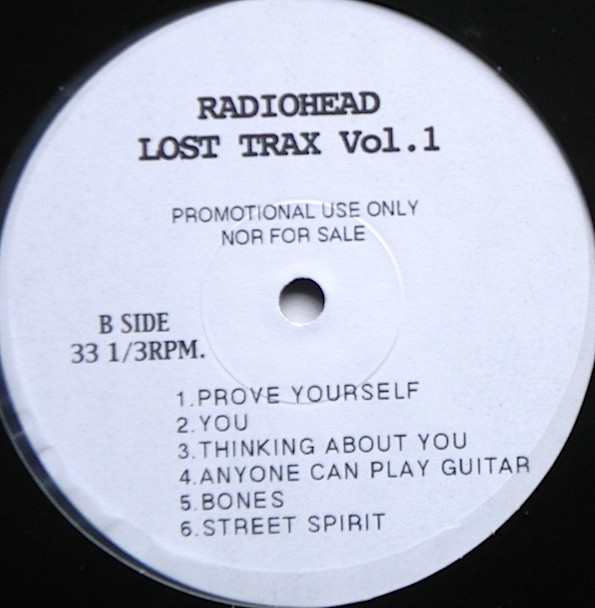 RADIOHEAD
LOST TRAX Vol.1
PROMOTIONAL USE ONLY
NOR FOR SALE
B SIDE
33 1/3RPM.
1.PROVE YOURSELF
2.YOU
3.THINKING ABOUT YOU
4.ANYONE CAN PLAY GUITAR
5.BONES
6.STREET SPIRIT